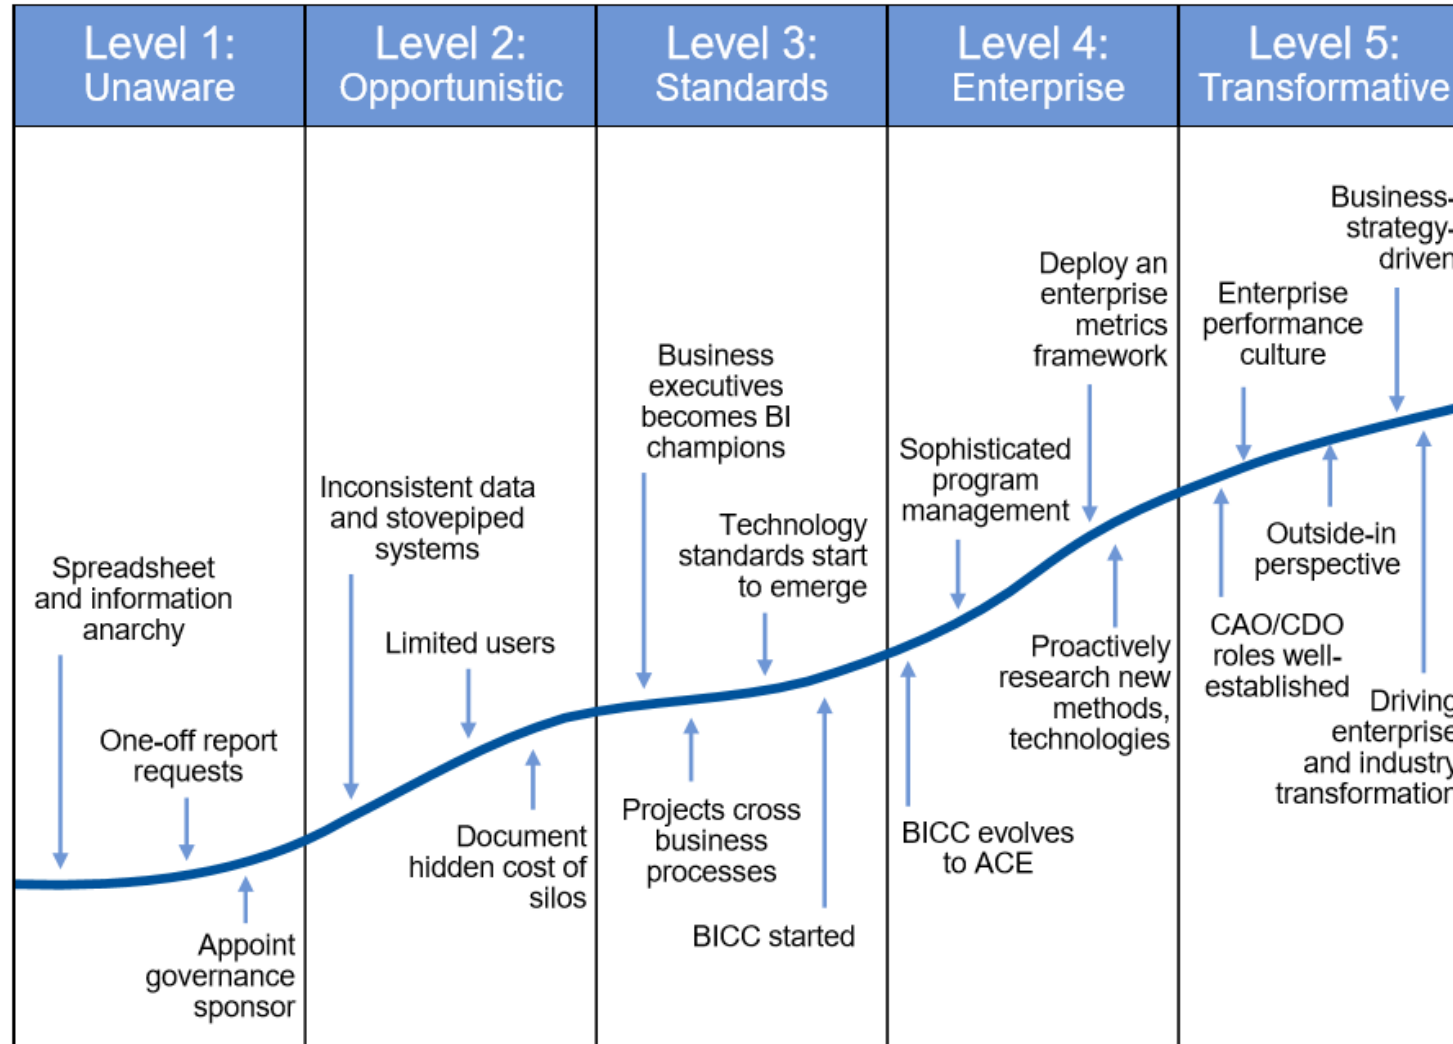 Level 1:
Unaware
Level 2:
Opportunistic
Level 3:
Standards
Level 4:
Enterprise
Level 5:
Transformative
Spreadsheet
and information
anarchy
One-off report
requests
Appoint
governance
sponsor
Inconsistent data
and stovepiped
systems
Limited users
Document
hidden cost of
silos
Business
executives
becomes BI
champions
Technology
standards start
to emerge
Projects cross
business
processes
BICC started
Sophisticated
program
management
Deploy an
enterprise
metrics
framework
BICC evolves
to ACE
Proactively
research new
methods,
technologies
Enterprise
performance
culture
Business-
strategy-
driven
CAO/CDO
roles well-
established
Outside-in
perspective
Driving
enterprise
and industry
transformation